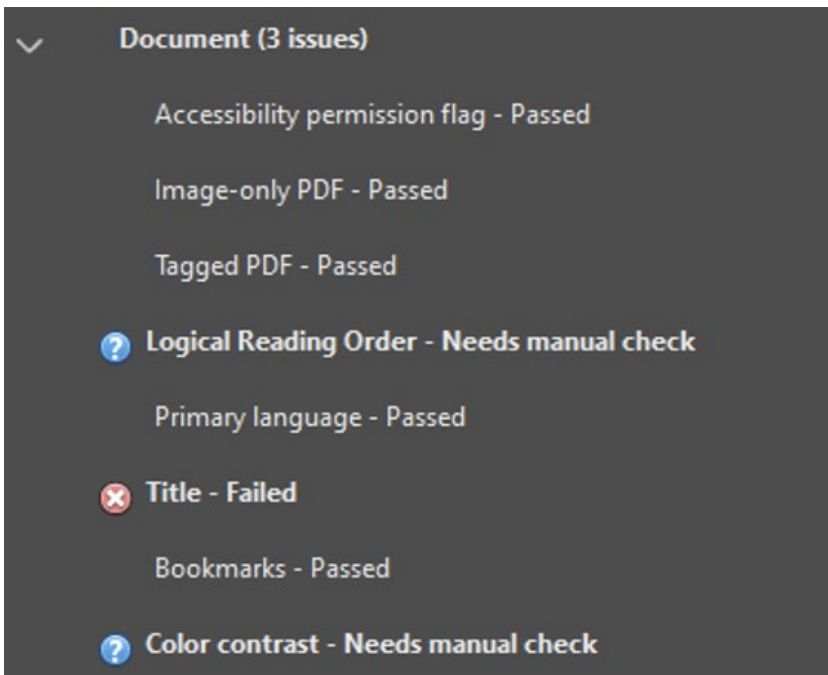 Document (3 issues)
Accessibility permission flag - Passed
Image-only PDF - Passed
Tagged PDF - Passed
Logical Reading Order - Needs manual check
Primary language - Passed
Title - Failed
Bookmarks - Passed
Color contrast - Needs manual check